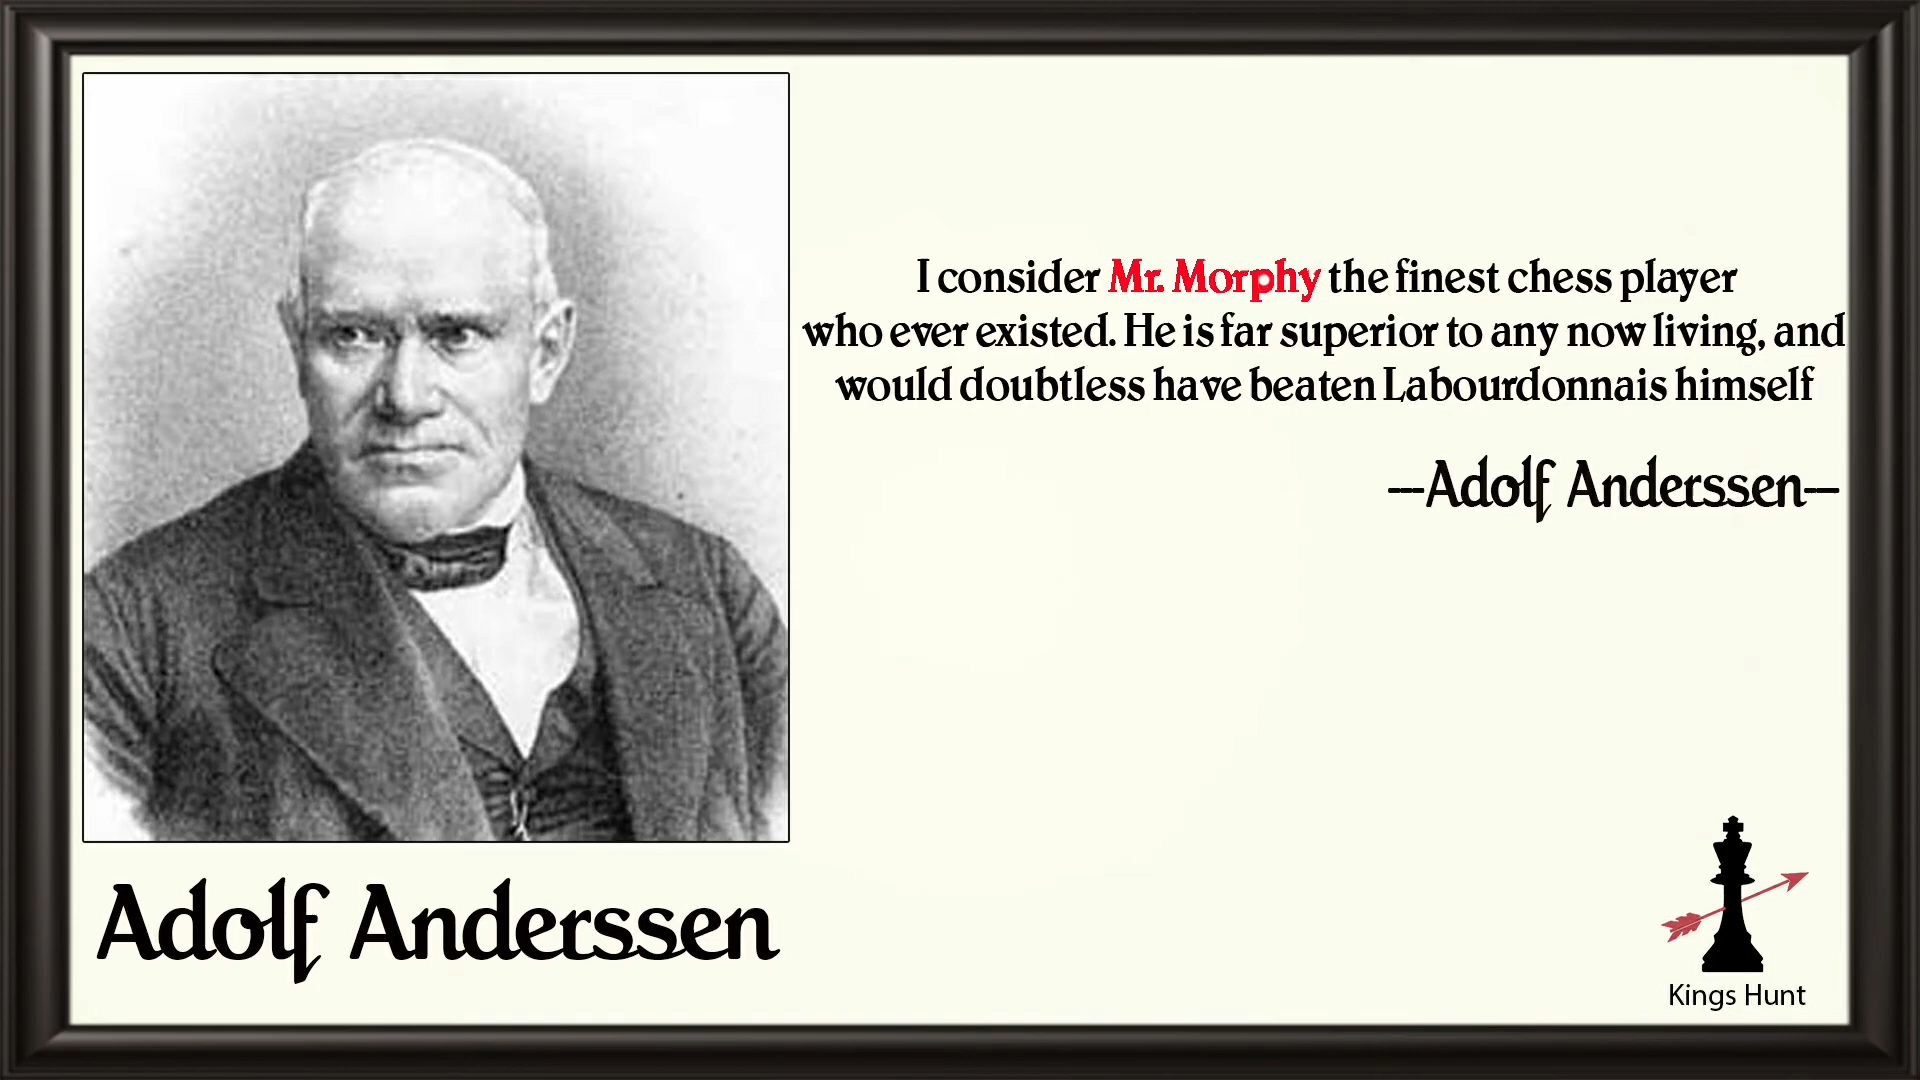 I consider Mr. Morphy the finest chess player
who ever existed. He is far superior to any now living, and
would doubtless have beaten Labourdonnais himself
---Adolf Anderssen--
Adolf Anderssen
Kings Hunt